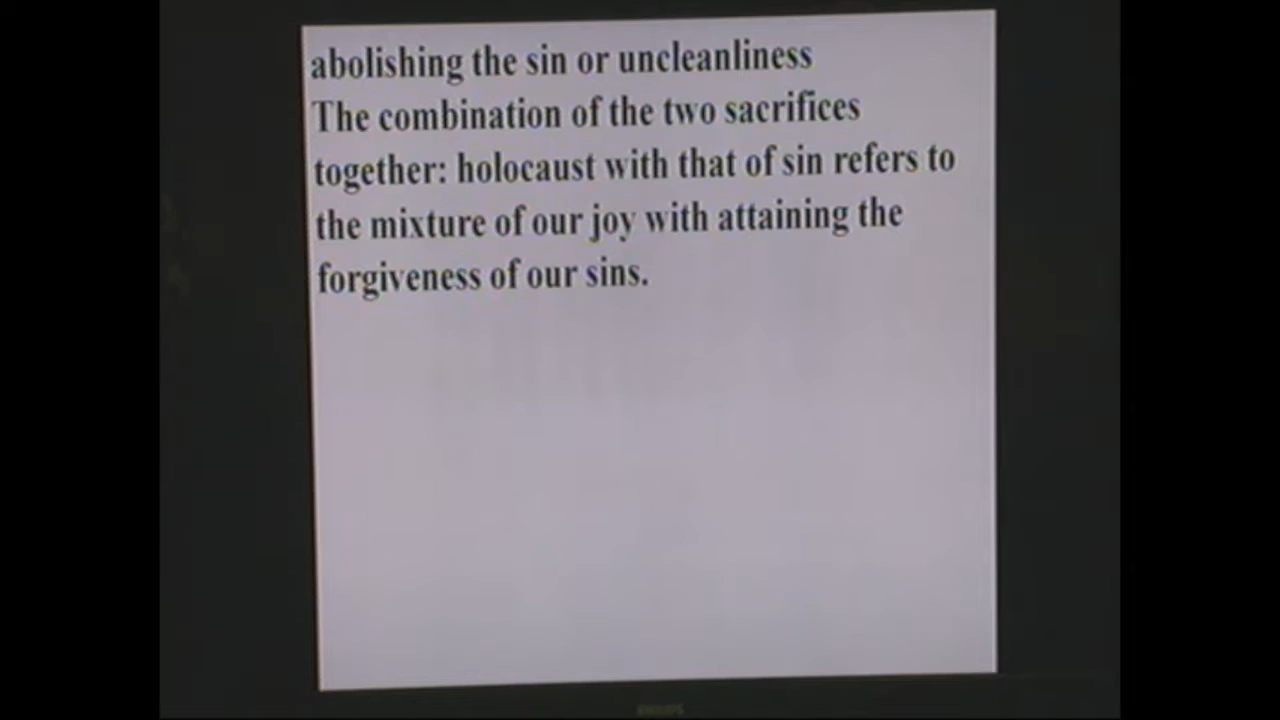 abolishing the sin or uncleanliness
The combination of the two sacrifices
together: holocaust with that of sin refers to
the mixture of our joy with attaining the
forgiveness of our sins.